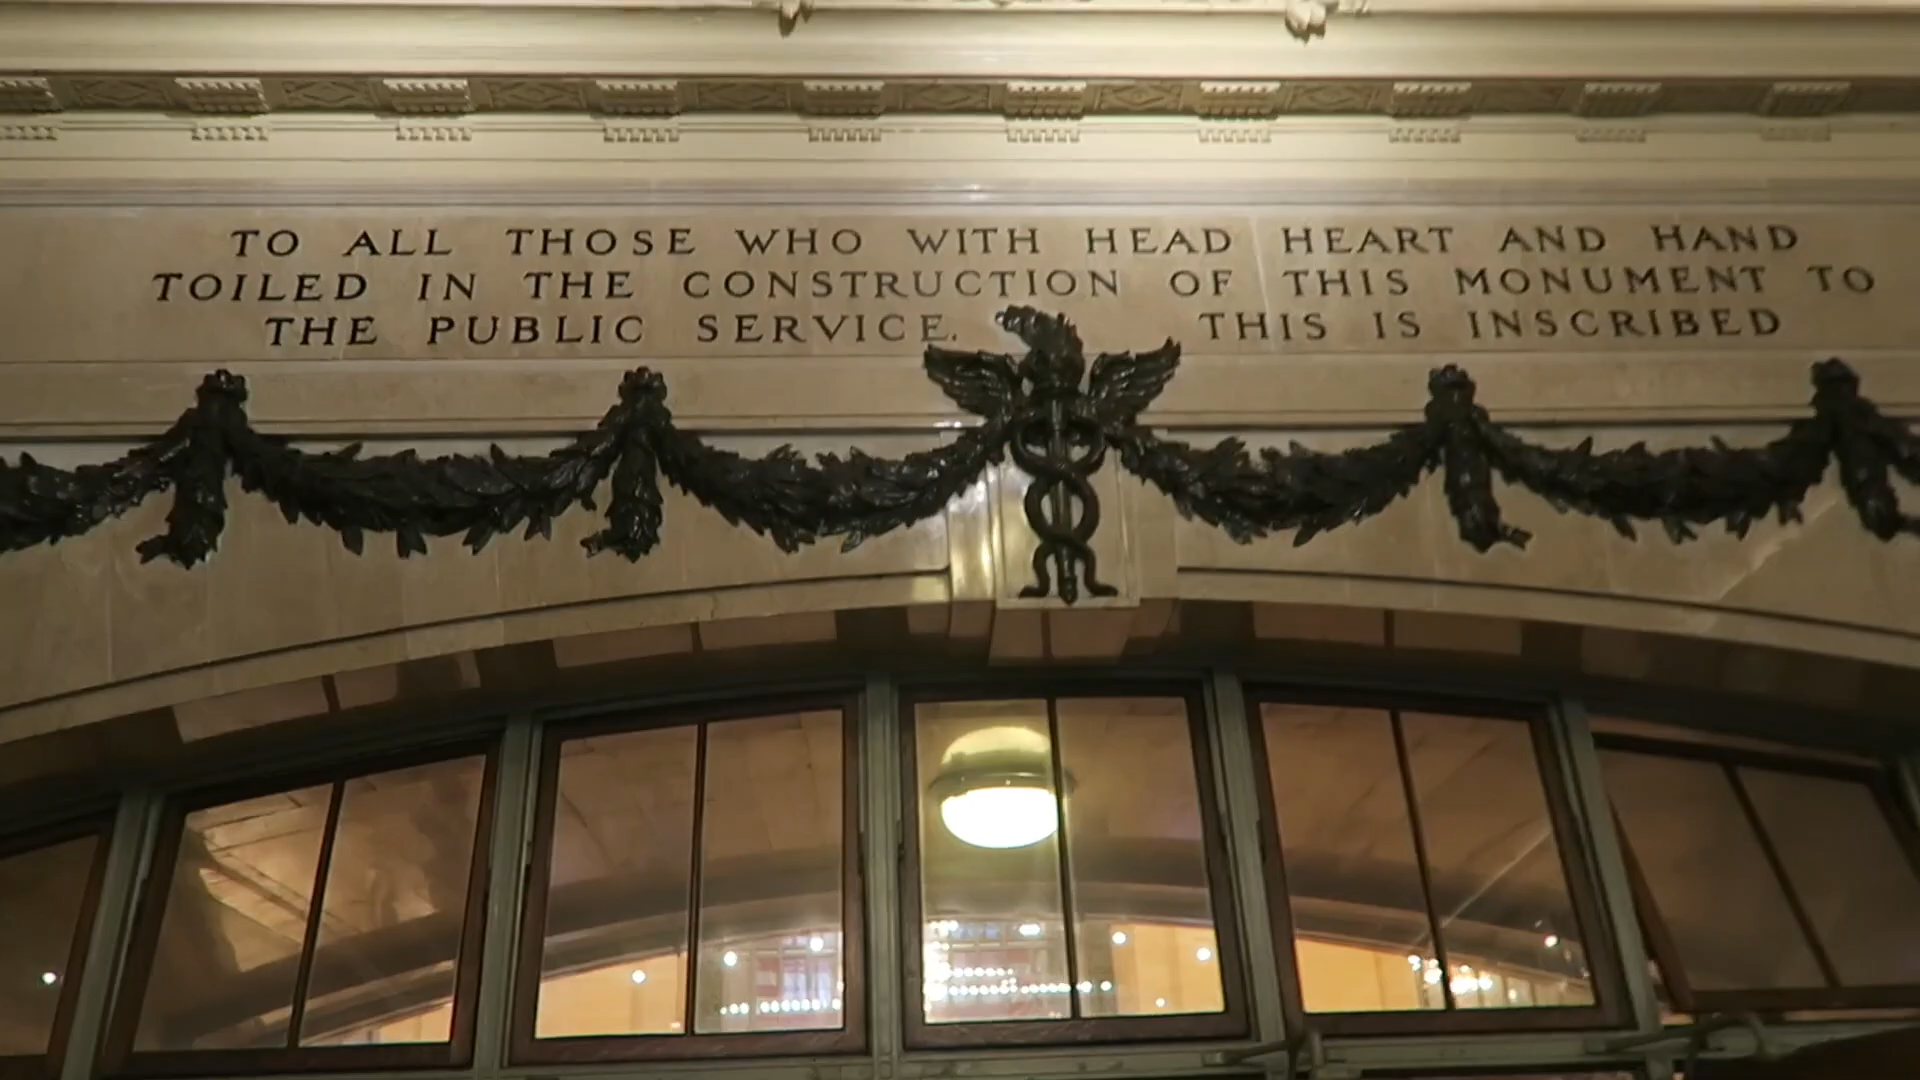 TO ALL THOSE WHO WITH HEAD HEART AND HAND
TOILED IN THE CONSTRUCTION OF THIS MONUMENT TO
THE PUBLIC SERVICE. THIS IS INSCRIBED